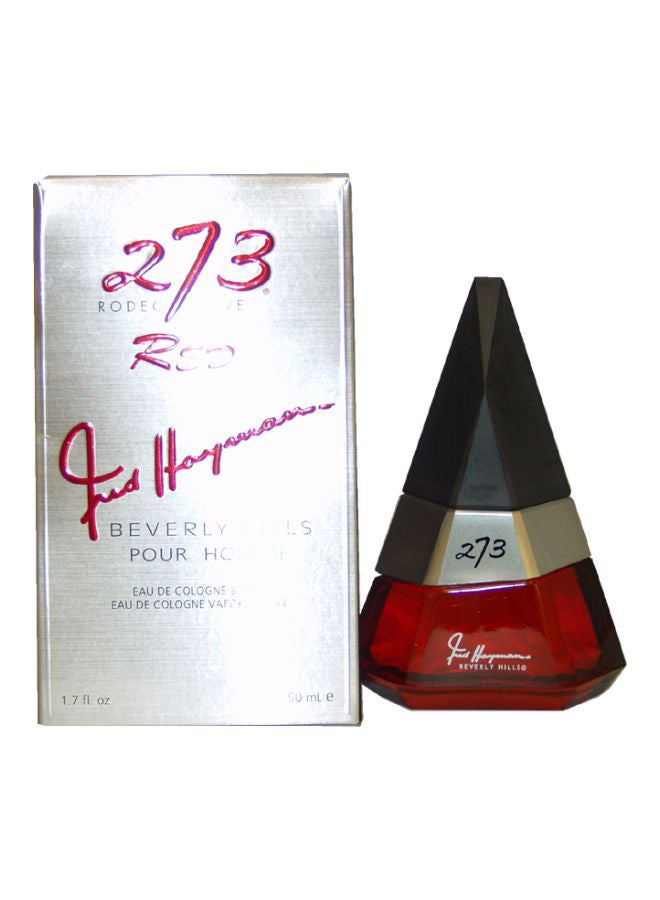 273
RODEO
RED
Fred Hayman
BEVERLY HILLS
POUR HOMME
EAU DE COLOGNE
EAU DE COLOGNE
1.7 fl. oz
50 mL e
273
Fred Hayman
BEVERLY HILLS®